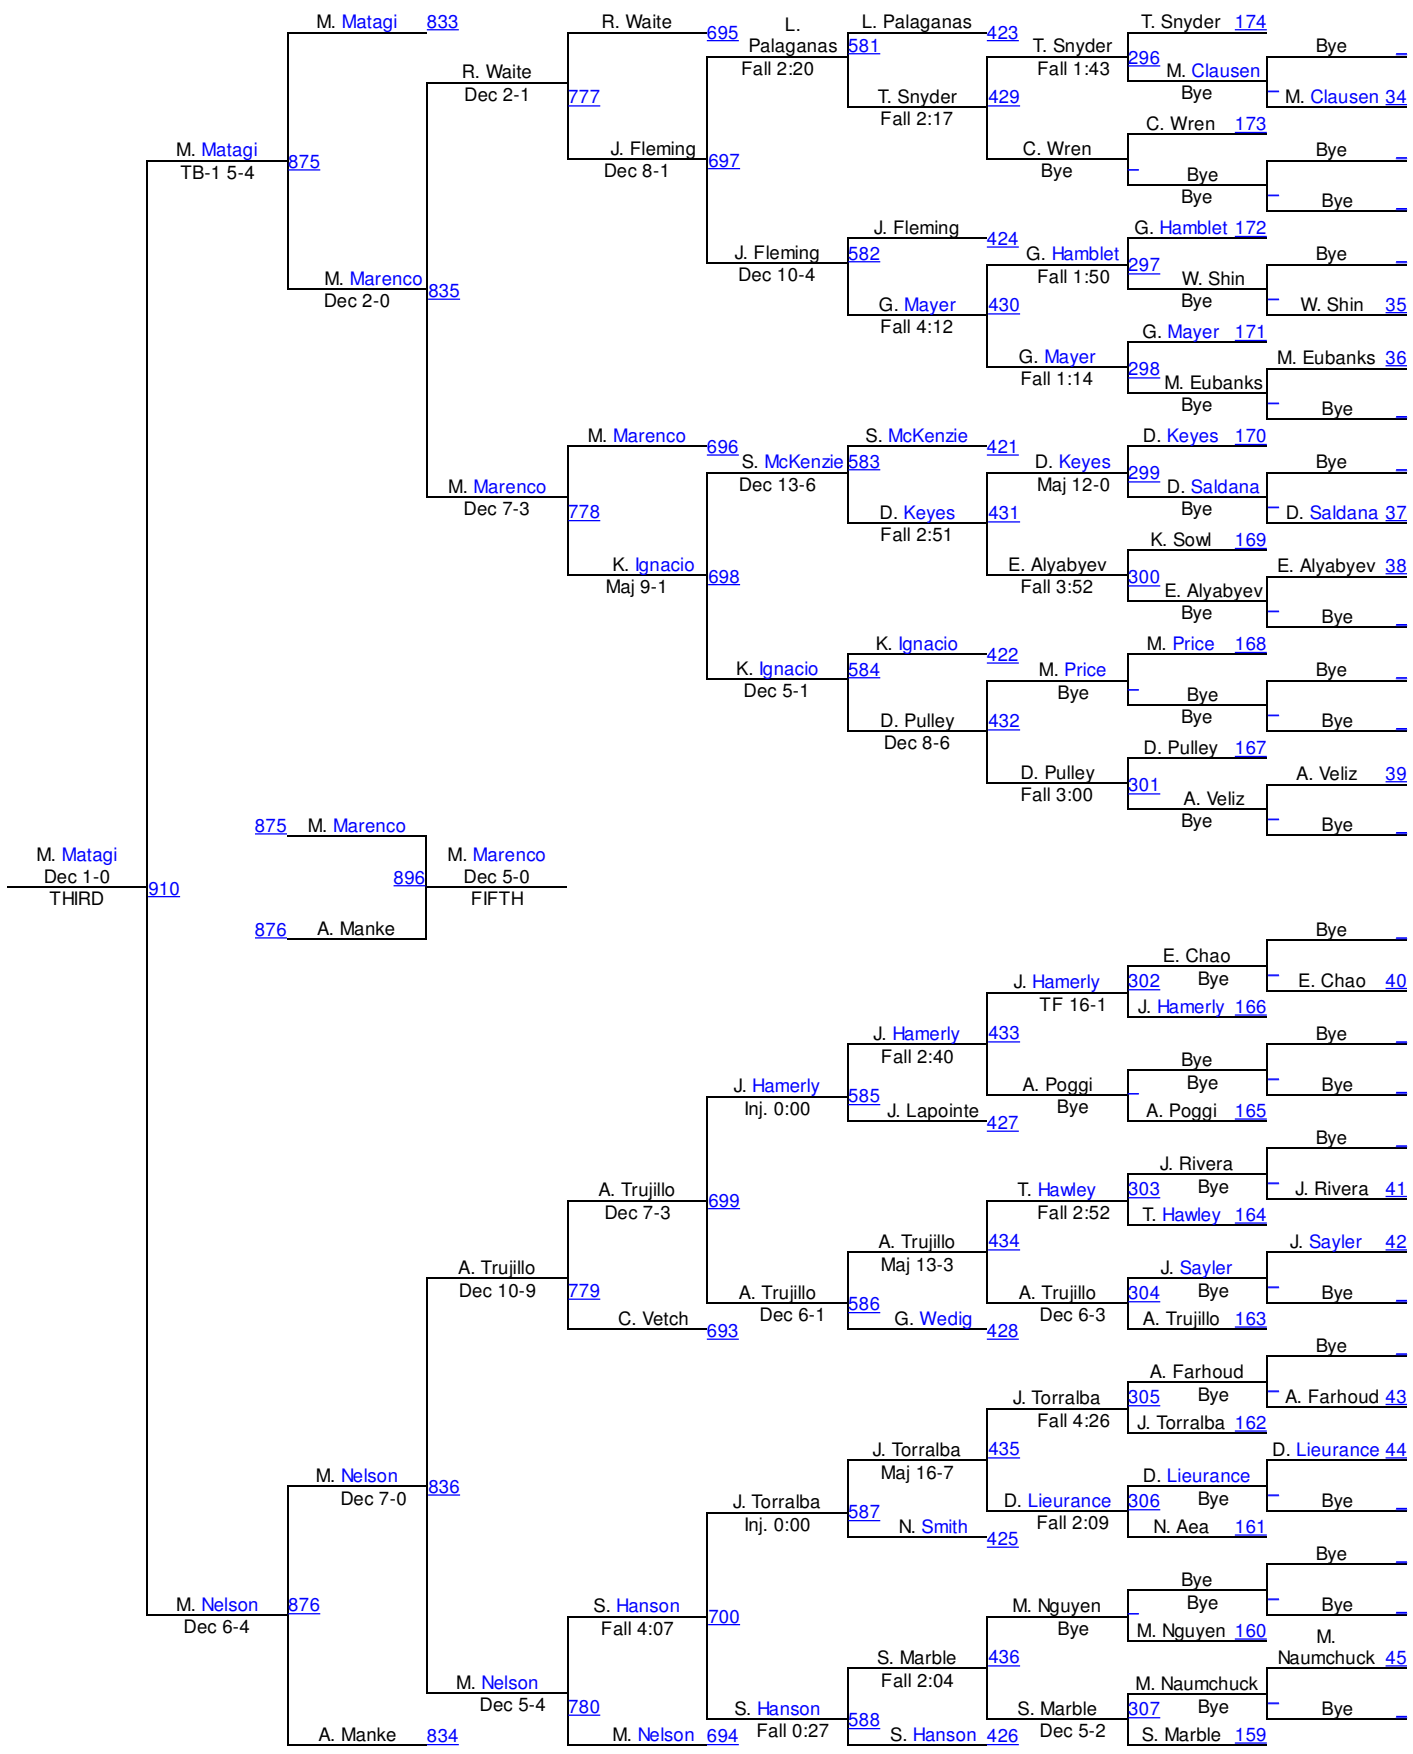 M. Matagi 833
R. Waite 695
L.
Palaganas 581
Fall 2:20
L. Palaganas 423
T. Snyder 174
Bye
T. Snyder
Fall 1:43
296
M. Clausen
Bye
M. Clausen 34
R. Waite
Dec 2-1
777
T. Snyder 429
Fall 2:17
C. Wren 173
Bye
M. Matagi 875
TB-1 5-4
J. Fleming 697
Dec 8-1
C. Wren
Bye
Bye
Bye
Bye
J. Fleming 424
G. Hamblet 172
Bye
J. Fleming 582
Dec 10-4
G. Hamblet 297
Fall 1:50
W. Shin
Bye
W. Shin 35
M. Marenco 835
Dec 2-0
G. Mayer 430
Fall 4:12
G. Mayer 171
M. Eubanks 36
G. Mayer 298
Fall 1:14
M. Eubanks
Bye
Bye
M. Marenco 696
S. McKenzie 421
D. Keyes 170
Bye
S. McKenzie 583
Dec 13-6
D. Keyes 299
Maj 12-0
D. Saldana
Bye
D. Saldana 37
M. Marenco
Dec 7-3
778
D. Keyes 431
Fall 2:51
K. Sowl 169
E. Alyabyev 38
K. Ignacio 698
Maj 9-1
E. Alyabyev 300
Fall 3:52
E. Alyabyev
Bye
Bye
K. Ignacio 422
M. Price 168
Bye
K. Ignacio 584
Dec 5-1
M. Price
Bye
Bye
Bye
Bye
D. Pulley 432
Dec 8-6
D. Pulley 167
A. Veliz 39
D. Pulley 301
Fall 3:00
A. Veliz
Bye
Bye
875 M. Marenco
M. Matagi
Dec 1-0
THIRD
910
896
M. Marenco
Dec 5-0
FIFTH
876 A. Manke
Bye
E. Chao
Bye
E. Chao 40
J. Hamerly 302
TF 16-1
J. Hamerly 166
J. Hamerly 433
Fall 2:40
Bye
Bye
Bye
Bye
J. Hamerly 585
Inj. 0:00
A. Poggi
Bye
J. Lapointe 427
A. Poggi 165
Bye
J. Rivera
Bye
J. Rivera 41
A. Trujillo 699
Dec 7-3
T. Hawley 303
Fall 2:52
T. Hawley 164
A. Trujillo 434
Maj 13-3
J. Sayler 42
A. Trujillo
Dec 10-9
779
J. Sayler
Bye
Bye
A. Trujillo 586
Dec 6-1
A. Trujillo 304
Dec 6-3
C. Vetch 693
G. Wedig 428
A. Trujillo 163
Bye
A. Farhoud
Bye
A. Farhoud 43
J. Torralba 305
Fall 4:26
J. Torralba 162
J. Torralba 435
Maj 16-7
D. Lieurance 44
M. Nelson 836
Dec 7-0
D. Lieurance
Bye
Bye
J. Torralba 587
Inj. 0:00
D. Lieurance 306
Fall 2:09
N. Smith 425
N. Aea 161
Bye
Bye
Bye
Bye
M. Nelson 876
Dec 6-4
S. Hanson 700
Fall 4:07
M. Nguyen
Bye
M. Nguyen 160
M.
Naumchuck 45
S. Marble 436
Fall 2:04
M. Nelson
Dec 5-4
780
M. Naumchuck
Bye
Bye
S. Hanson 588
Fall 0:27
S. Marble 307
Dec 5-2
A. Manke 834
M. Nelson 694
S. Hanson 426
S. Marble 159